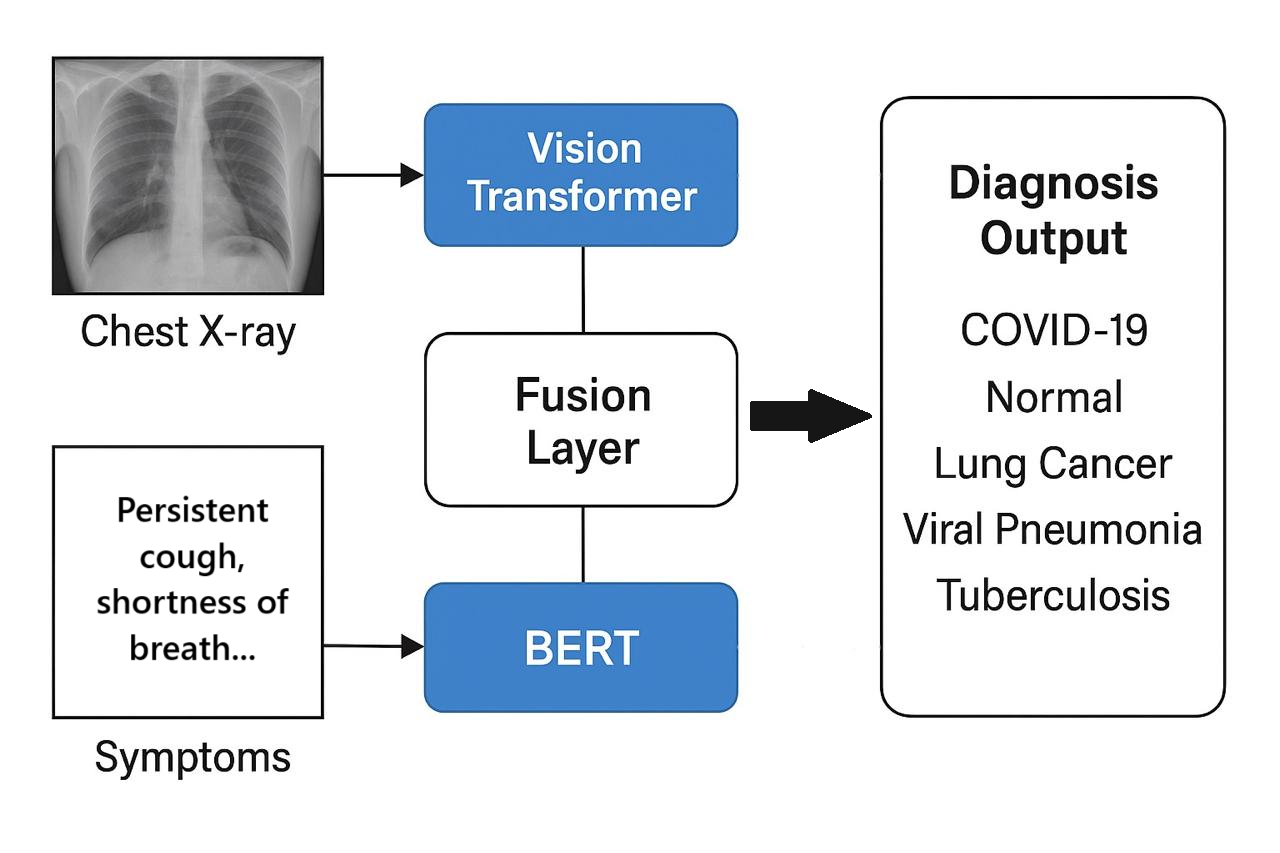 Chest X-ray
Persistent
cough,
shortness of
breath...
Symptoms
Vision
Transformer
Fusion
Layer
BERT
Diagnosis
Output
COVID-19
Normal
Lung Cancer
Viral Pneumonia
Tuberculosis